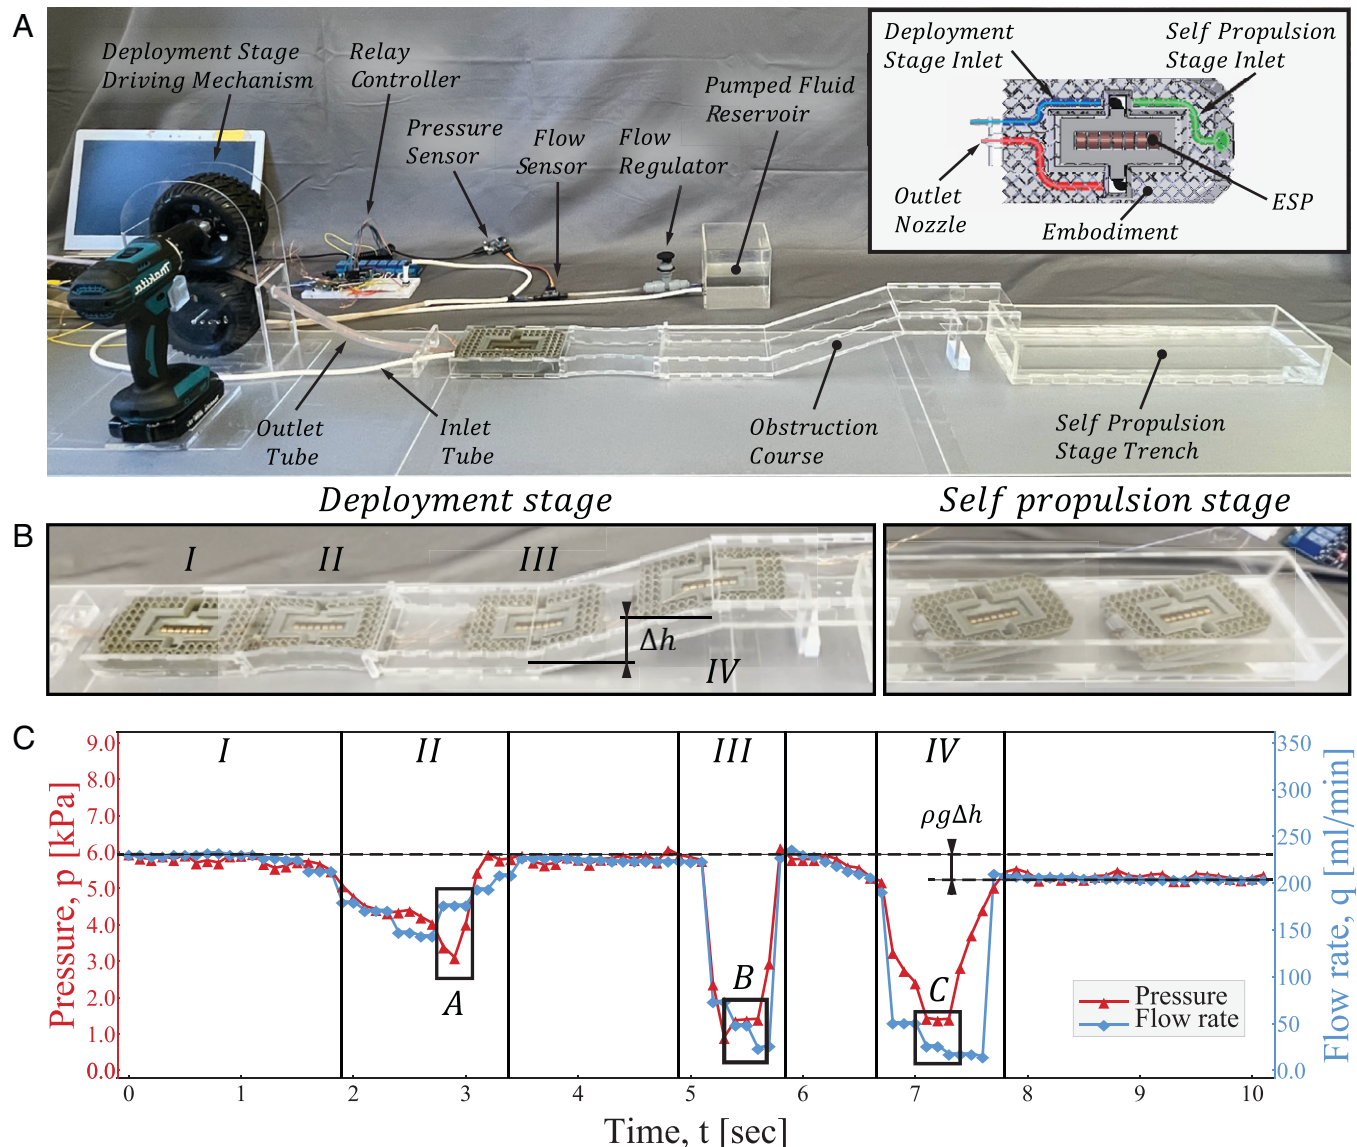 A
Deployment Stage
Driving Mechanism
Relay
Controller
Pressure
Sensor
Flow
Sensor
Flow
Regulator
Pumped Fluid
Reservoir
Deployment
Stage Inlet
Self Propulsion
Stage Inlet
Outlet
Nozzle
Embodiment
ESP
Makita
Outlet
Tube
Inlet
Tube
Obstruction
Course
Self Propulsion
Stage Trench
Deployment stage
Self propulsion stage
B
I
II
III
Δh
IV
C
I
II
III
IV
ρgΔh
A
B
C
Pressure
Flow rate
Pressure, p [kPa]
9.0
8.0
7.0
6.0
5.0
4.0
3.0
2.0
1.0
0.0
Flow rate, q [ml/min]
350
300
250
200
150
100
50
0.0
0 1 2 3 4 5 6 7 8 9 10
Time, t [sec]